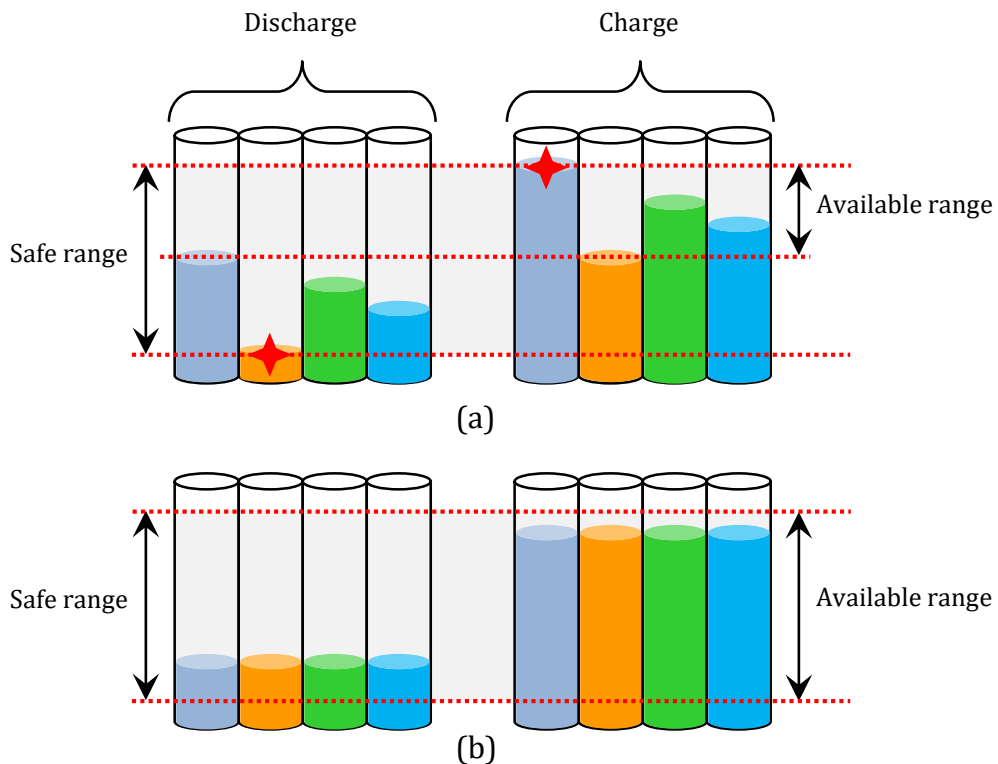 Discharge
Charge
Safe range
Available range
(a)
Safe range
Available range
(b)